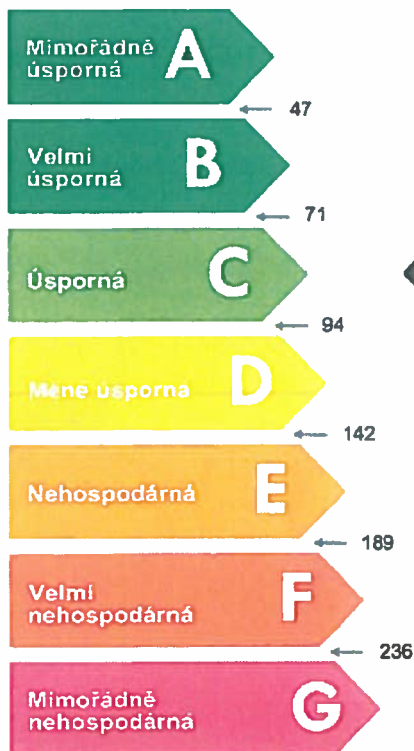 Mimořádně
úsporná
A
47
Velmi
úsporná
B
71
Úsporná
C
94
Méně úsporná
D
142
Nehospodárná
E
189
Velmi
nehospodárná
F
236
Mimořádně
nehospodárná
G